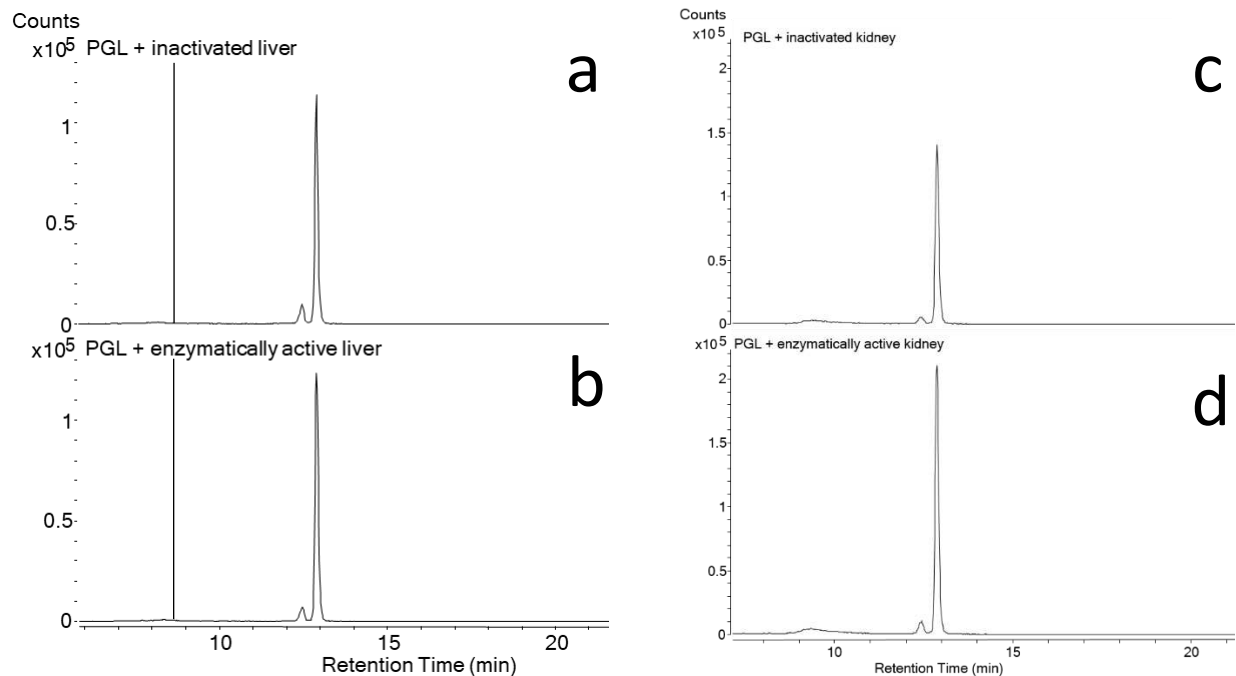 Counts
x10⁵ PGL + inactivated liver
a
1
0.5
0
x10⁵ PGL + enzymatically active liver
b
1
0.5
0
10 15 20
Retention Time (min)
Counts
x10⁵ PGL + inactivated kidney
c
2
1.5
1
0.5
0
x10⁵ PGL + enzymatically active kidney
d
2
1.5
1
0.5
0
10 15 20
Retention Time (min)